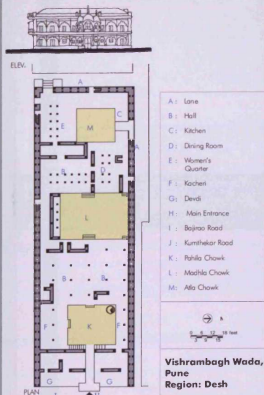 ELEV.
A
C
E
M
A
B
D
L
B
B
F
K
F
G
G
PLAN
A : Lane
B : Hall
C : Kitchen
D : Dining Room
E : Women's
Quarter
F : Kacheri
G : Devdi
H : Main Entrance
I : Bajirao Road
J : Kumthekar Road
K : Pahila Chowk
L : Madhla Chowk
M : Atla Chowk
Vishrambagh Wada,
Pune
Region: Desh